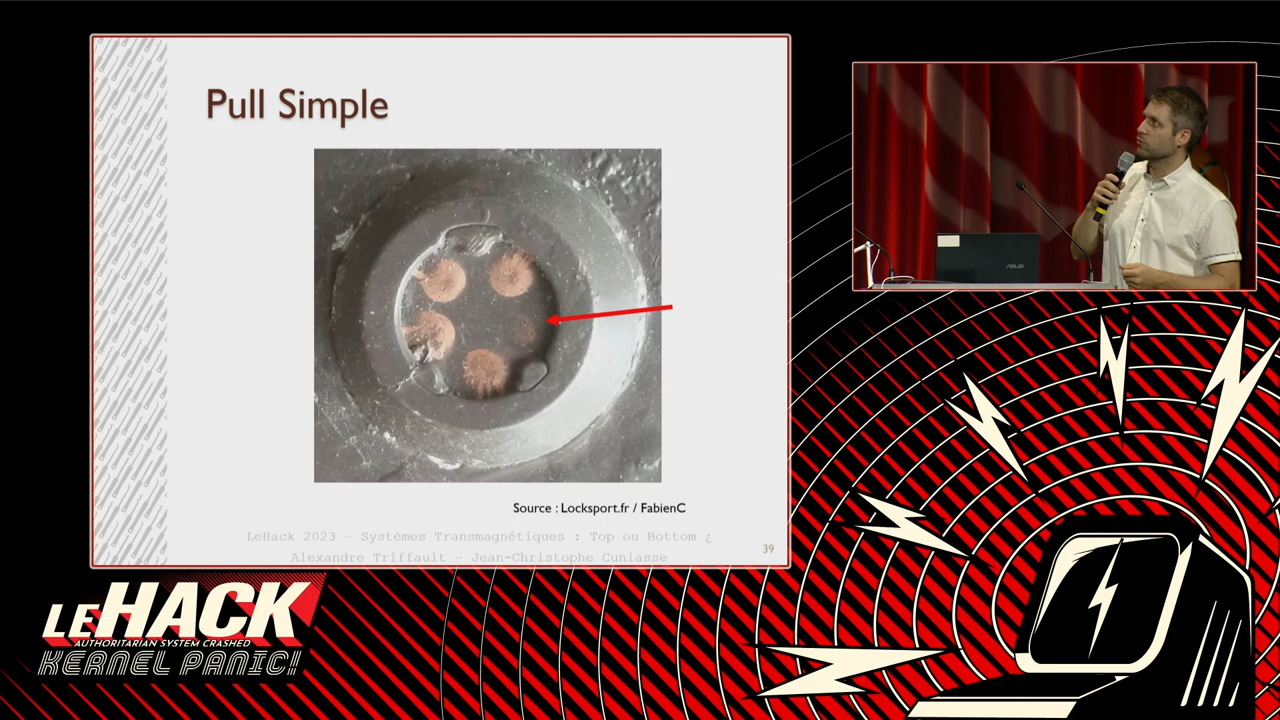 Pull Simple
Source : Locksport.fr / FabienC
LeHack 2023 – Systèmes Transmagnétiques : Top ou Bottom ¿
Alexandre Triffault – Jean-Christophe Cuniasse
39
ASUS
LEHACK
AUTHORITARIAN SYSTEM CRASHED
KERNEL PANIC!